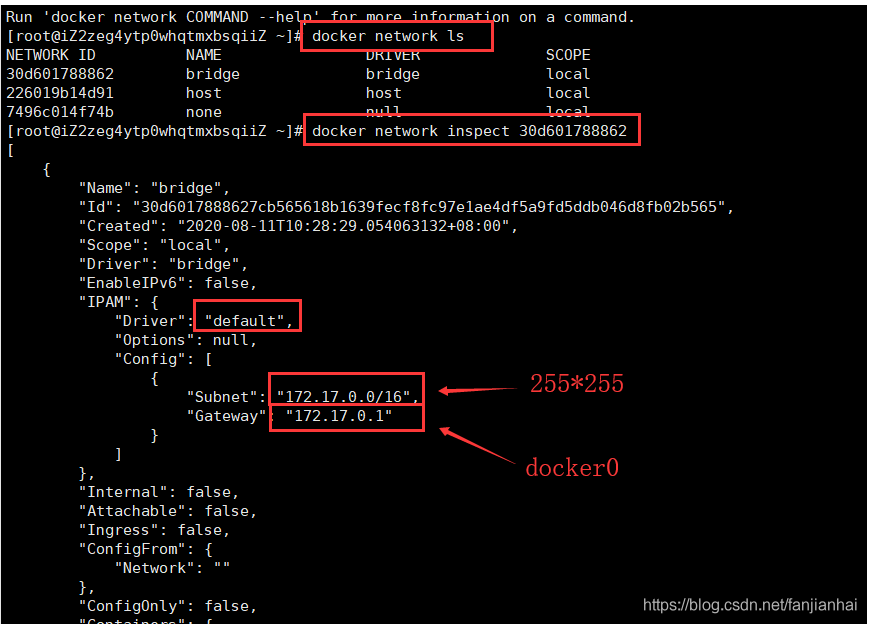 Run 'docker network COMMAND --help' for more information on a command.
[root@iZ2zeg4ytp0whqtmxbsqiiZ ~]# docker network ls
NETWORK ID NAME DRIVER SCOPE
30d601788862 bridge bridge local
226019b14d91 host host local
7496c014f74b none null local
[root@iZ2zeg4ytp0whqtmxbsqiiZ ~]# docker network inspect 30d601788862
[
{
"Name": "bridge",
"Id": "30d6017888627cb565618b1639fecf8fc97e1ae4df5a9fd5ddb046d8fb02b565",
"Created": "2020-08-11T10:28:29.054063132+08:00",
"Scope": "local",
"Driver": "bridge",
"EnableIPv6": false,
"IPAM": {
"Driver": "default",
"Options": null,
"Config": [
{
"Subnet": "172.17.0.0/16", 255*255
"Gateway": "172.17.0.1"
}
docker0
]
},
"Internal": false,
"Attachable": false,
"Ingress": false,
"ConfigFrom": {
"Network": ""
},
"ConfigOnly": false,
"Containers": {
https://blog.csdn.net/fanjianhai